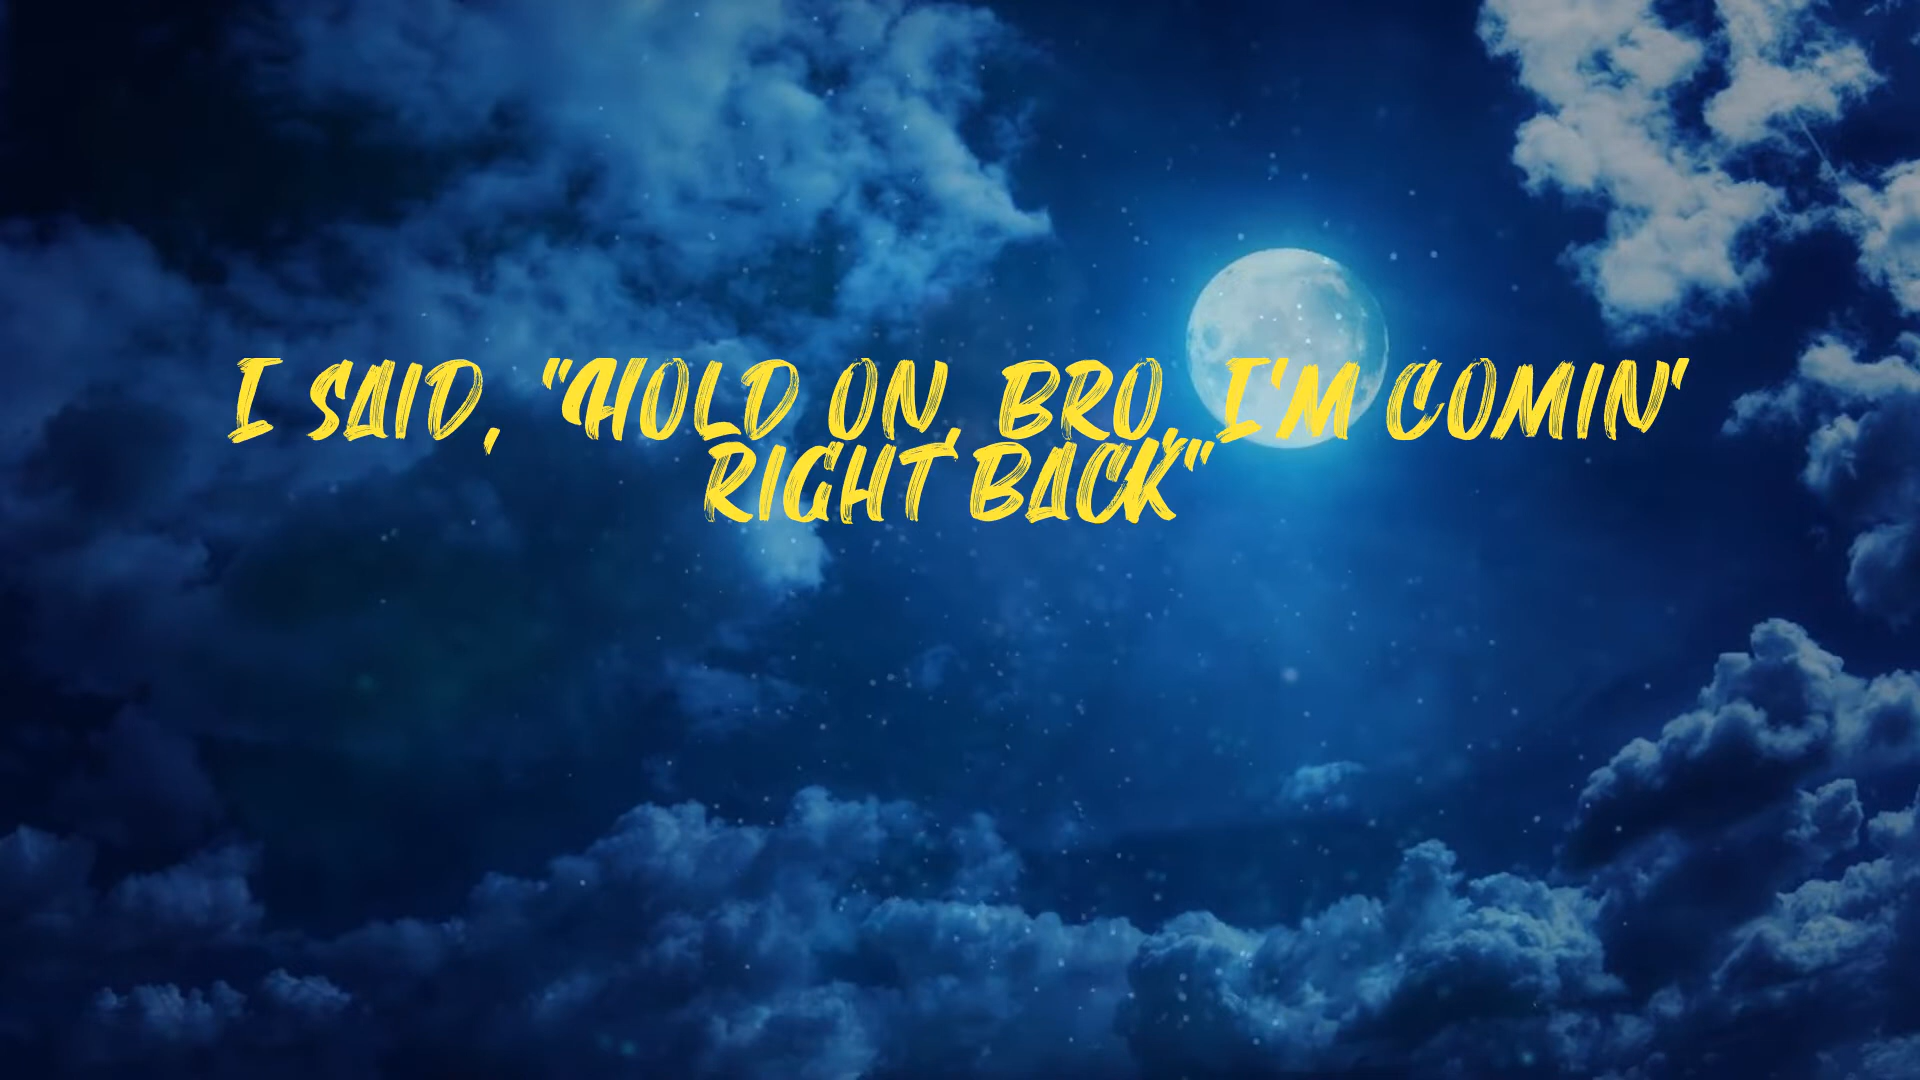 I SAID, "HOLD ON, BRO, I'M COMIN'
RIGHT BACK"